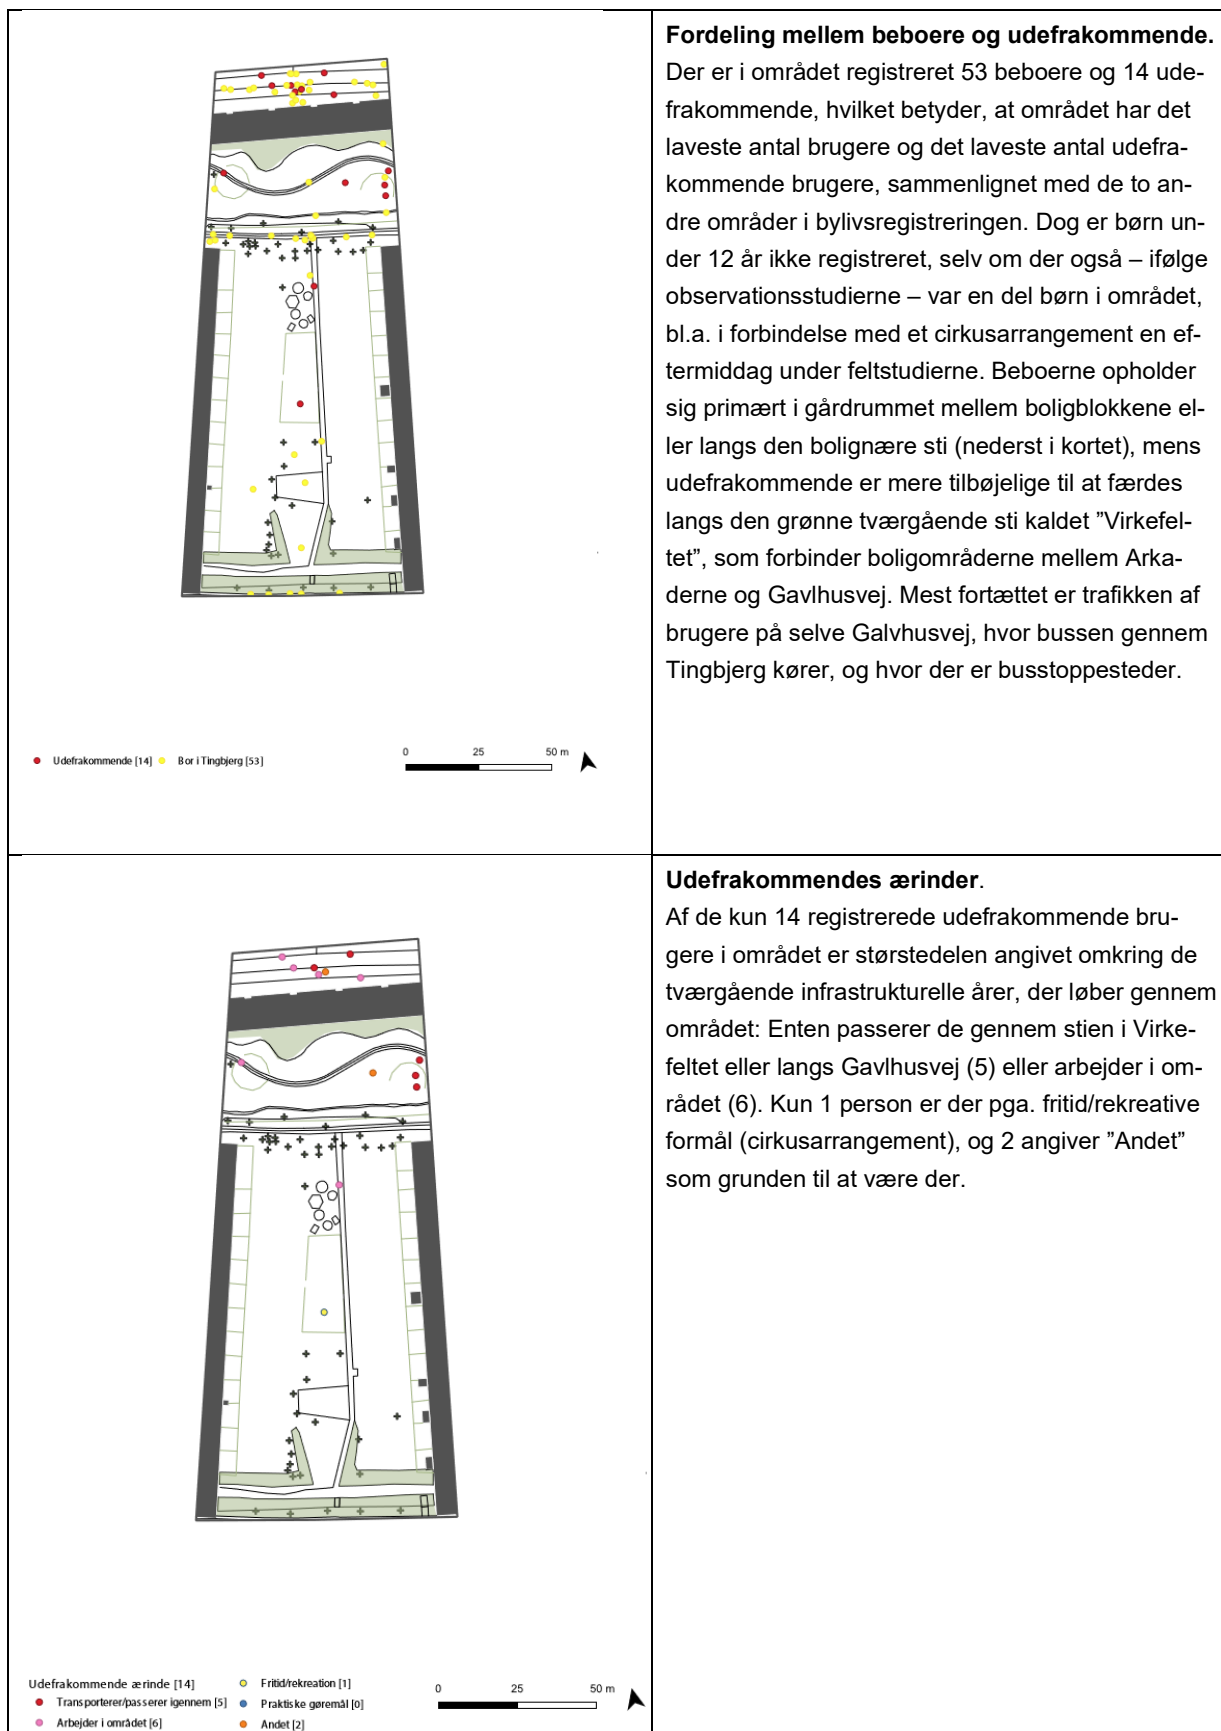 Fordeling mellem beboere og udefrakommende.
Der er i området registreret 53 beboere og 14 ude-
frakommende, hvilket betyder, at området har det
laveste antal brugere og det laveste antal udefra-
kommende brugere, sammenlignet med de to an-
dre områder i bylivsregistreringen. Dog er børn un-
der 12 år ikke registreret, selv om der også – ifølge
observationsstudierne – var en del børn i området,
bl.a. i forbindelse med et cirkusarrangement en ef-
termiddag under feltstudierne. Beboerne opholder
sig primært i gårdrummet mellem boligblokkene el-
ler langs den bolignære sti (nederst i kortet), mens
udefrakommende er mere tilbøjelige til at færdes
langs den grønne tværgående sti kaldet ”Virkefel-
tet”, som forbinder boligområderne mellem Arka-
derne og Gavlhusvej. Mest fortættet er trafikken af
brugere på selve Galvhusvej, hvor bussen gennem
Tingbjerg kører, og hvor der er busstoppesteder.
Udefrakommende [14] Bor i Tingbjerg [53]
0 25 50 m
Udefrakommendes ærinder.
Af de kun 14 registrerede udefrakommende bru-
gere i området er størstedelen angivet omkring de
tværgående infrastrukturelle årer, der løber gennem
området: Enten passerer de gennem stien i Virke-
feltet eller langs Gavlhusvej (5) eller arbejder i om-
rådet (6). Kun 1 person er der pga. fritid/rekreative
formål (cirkusarrangement), og 2 angiver ”Andet”
som grunden til at være der.
Udefrakommende ærinde [14]
Transporterer/passerer igennem [5]
Arbejder i området [6]
Fritid/rekreation [1]
Praktiske gøremål [0]
Andet [2]
0 25 50 m